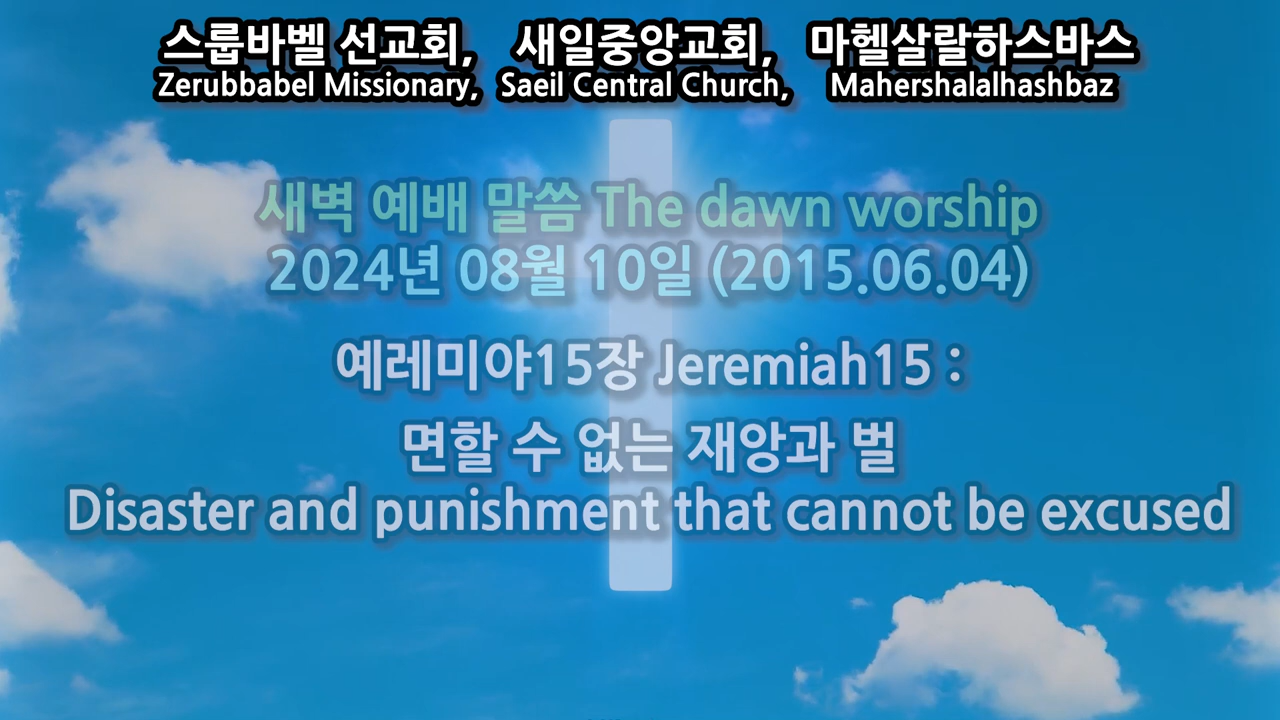 스룹바벨 선교회, 새일중앙교회, 마헬살랄하스바스
Zerubbabel Missionary, Saeil Central Church, Mahershalalhashbaz
새벽 예배 말씀 The dawn worship
2024년 08월 10일 (2015.06.04)
예레미야15장 Jeremiah15 :
면할 수 없는 재앙과 벌
Disaster and punishment that cannot be excused